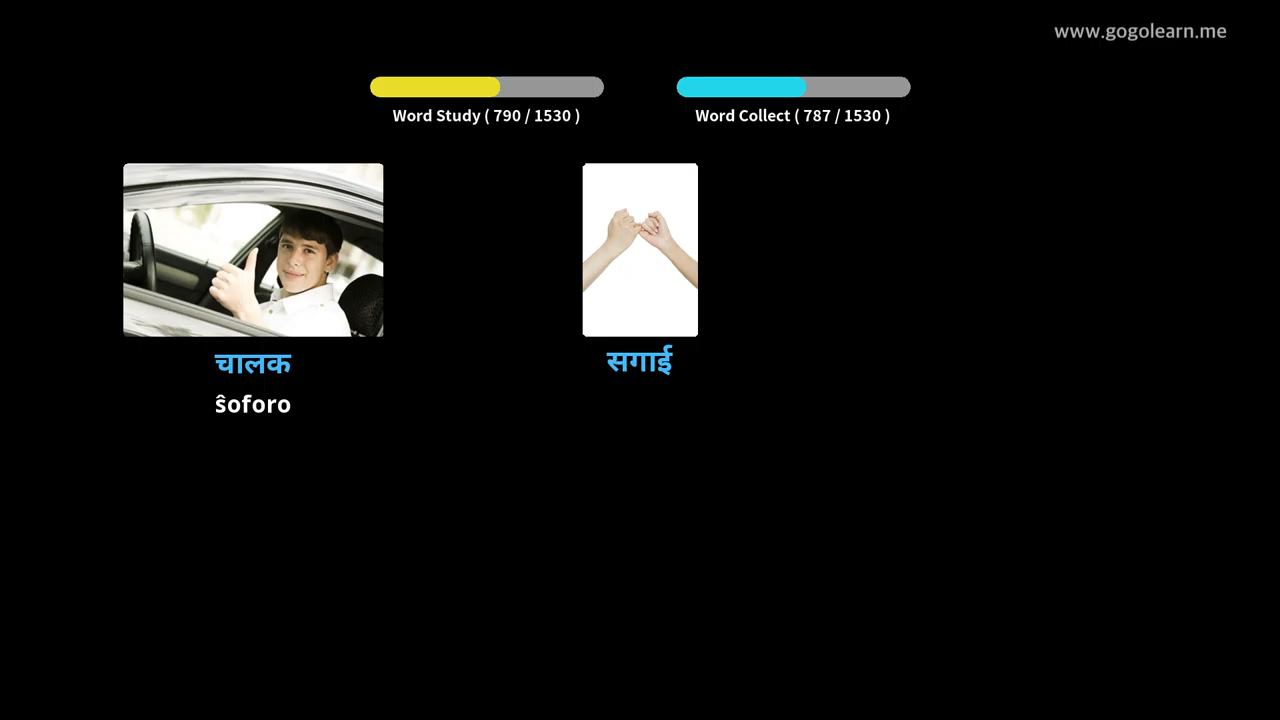 www.gogolearn.me
Word Study ( 790 / 1530 )
Word Collect ( 787 / 1530 )
चालक
ŝoforo
सगाई